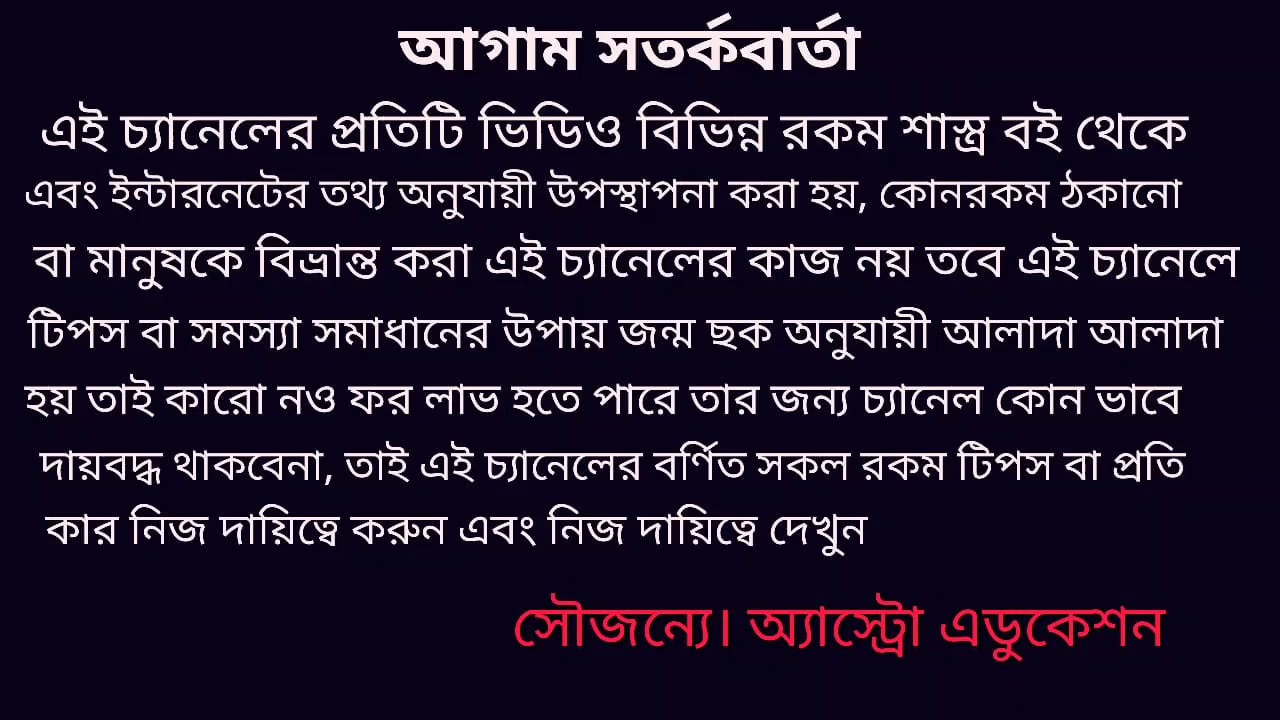 আগাম সতর্কবার্তা
এই চ্যানেলের প্রতিটি ভিডিও বিভিন্ন রকম শাস্ত্র বই থেকে
এবং ইন্টারনেটের তথ্য অনুযায়ী উপস্থাপনা করা হয়, কোনরকম ঠকানো
বা মানুষকে বিভ্রান্ত করা এই চ্যানেলের কাজ নয় তবে এই চ্যানেলে
টিপস বা সমস্যা সমাধানের উপায় জন্ম ছক অনুযায়ী আলাদা আলাদা
হয় তাই কারো নও ফর লাভ হতে পারে তার জন্য চ্যানেল কোন ভাবে
দায়বদ্ধ থাকবেনা, তাই এই চ্যানেলের বর্ণিত সকল রকম টিপস বা প্রতি
কার নিজ দায়িত্বে করুন এবং নিজ দায়িত্বে দেখুন
সৌজন্যে। অ্যাস্ট্রো এডুকেশন